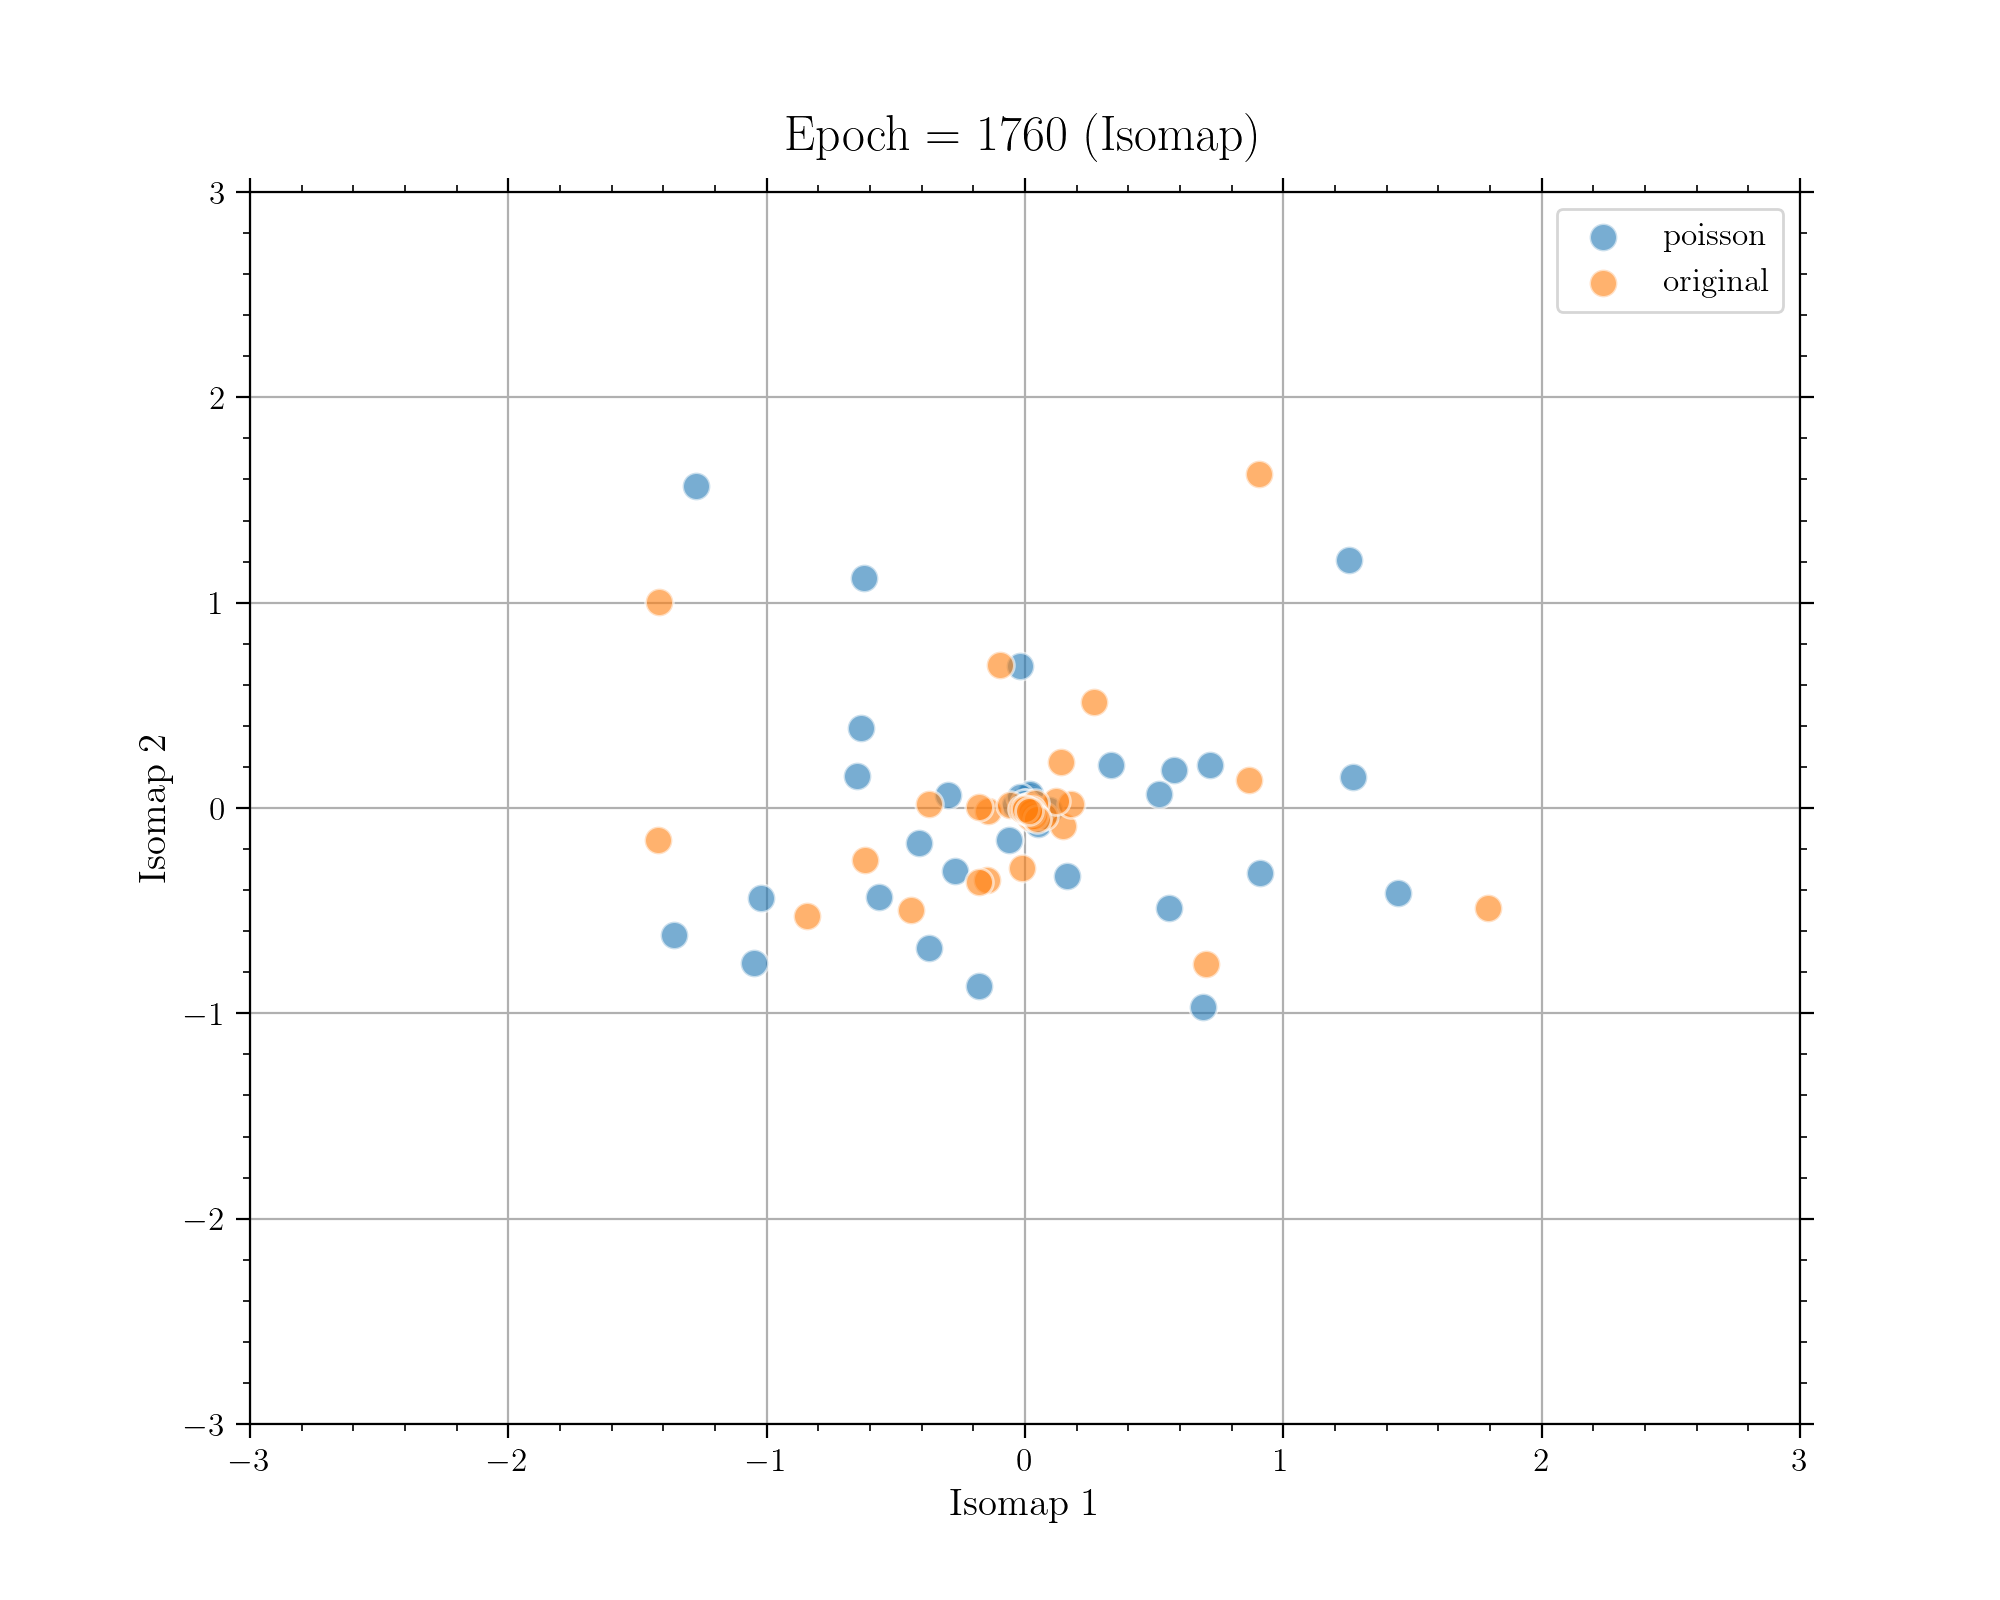 Epoch = 1760 (Isomap)
poisson
original
3
2
1
0
−1
−2
−3
Isomap 2
−3
−2
−1
0
1
2
3
Isomap 1